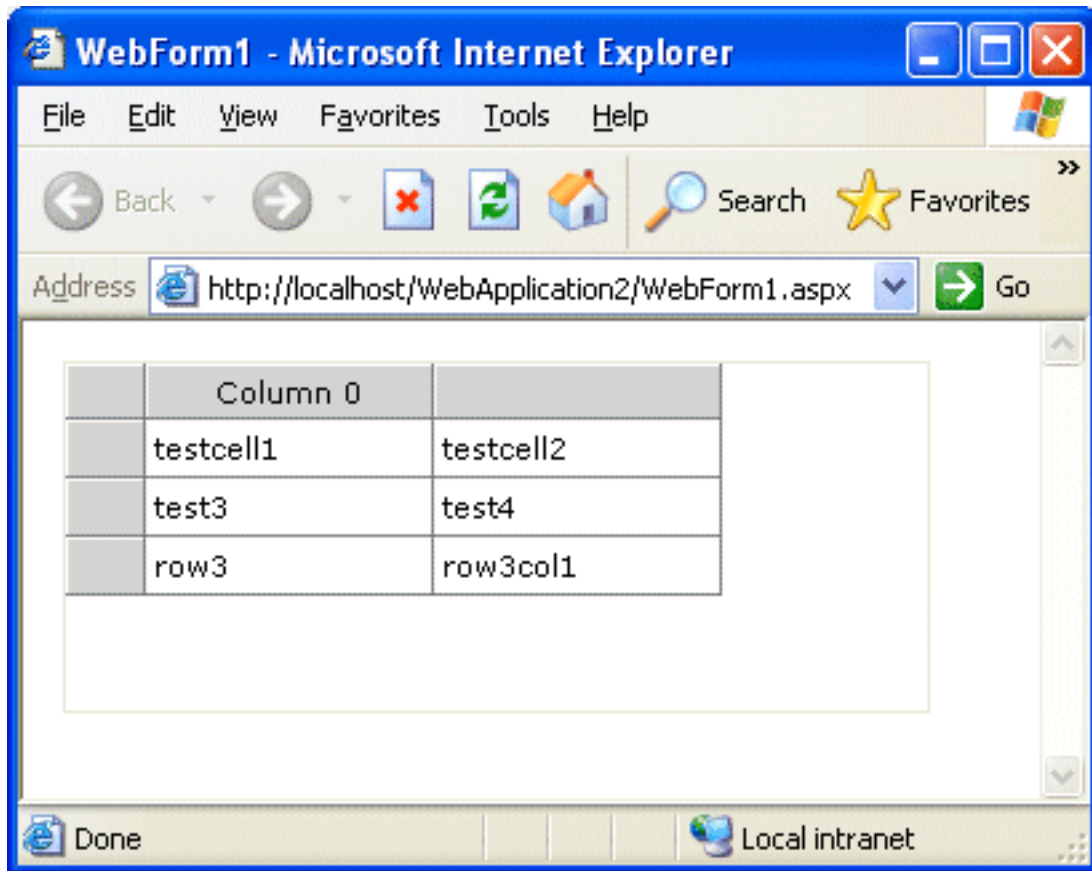 WebForm1 - Microsoft Internet Explorer
File Edit View Favorites Tools Help
Back Search Favorites »
Address http://localhost/WebApplication2/WebForm1.aspx Go
Column 0
testcell1 testcell2
test3 test4
row3 row3col1
Done Local intranet